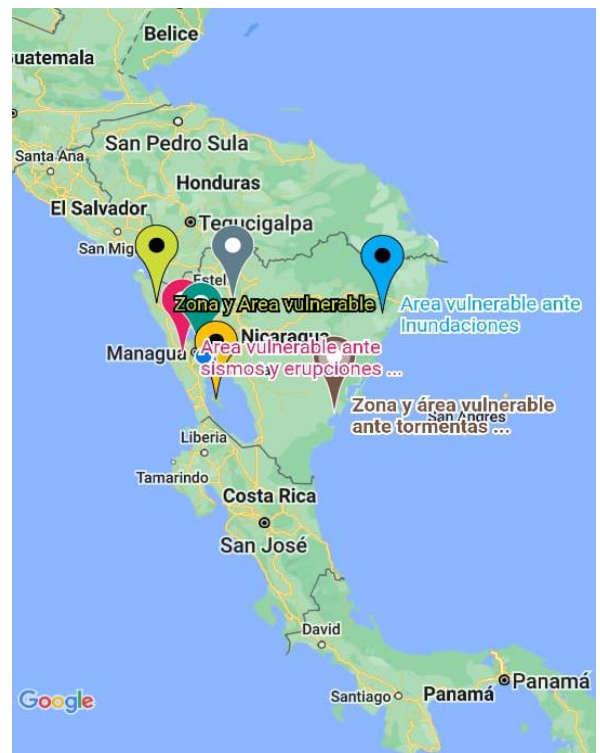 Belice
Guatemala
San Pedro Sula
Santa Ana
Honduras
El Salvador
Tegucigalpa
San Mig
Estel
Zona y Area vulnerable
Area vulnerable ante
Inundaciones
Nicaragua
Managua
Area vulnerable ante
sismos y erupciones ...
Zona y área vulnerable
ante tormentas ...
San Andres
Liberia
Tamarindo
Costa Rica
San José
David
Google
Santiago
Panamá
Panamá